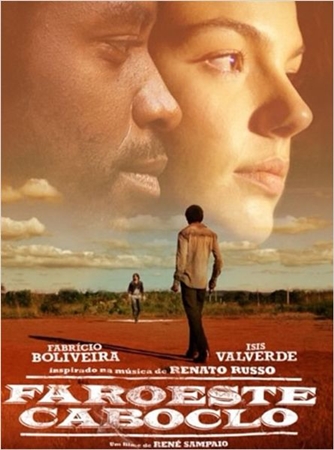 FABRÍCIO
BOLIVEIRA
ISIS
VALVERDE
inspirado na música de RENATO RUSSO
FAROESTE
CABOCLO
Um filme de RENÉ SAMPAIO